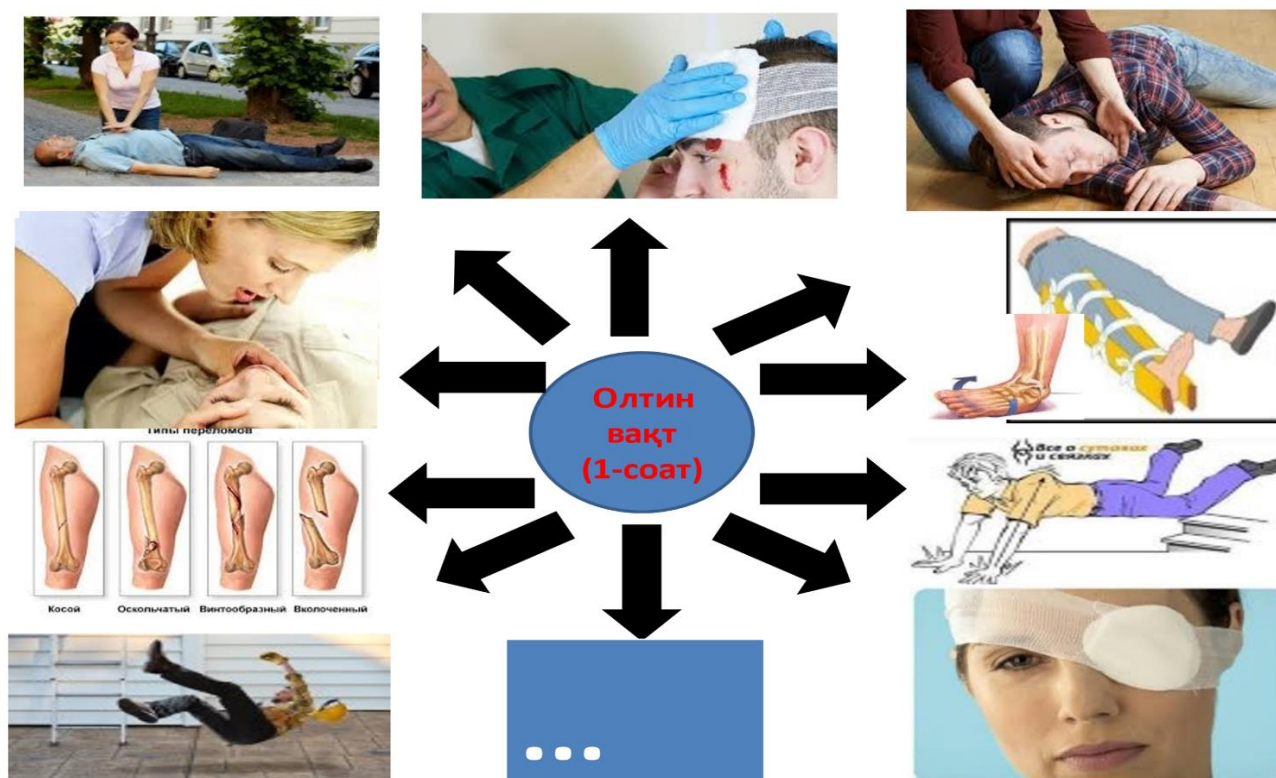 Олтин
вақт
(1-соат)
Типы переломов
Косой Оскольчатый Винтообразный Вколоченный
Все о суставах
и связках
...